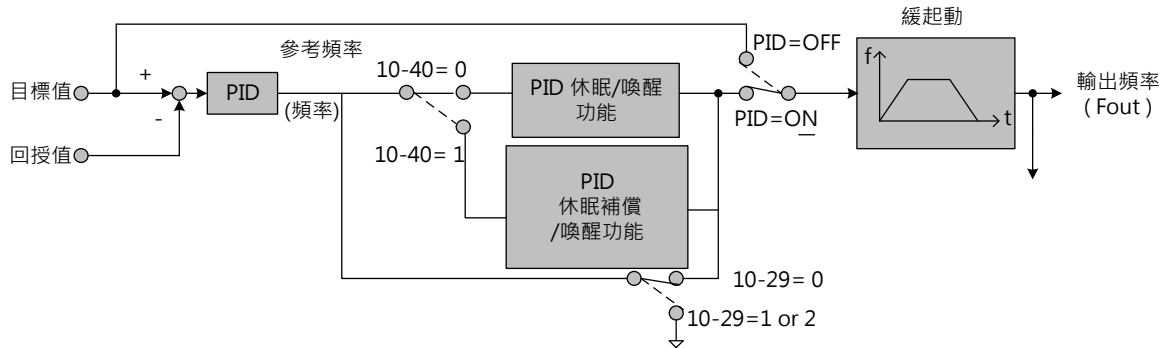 緩起動
PID=OFF
參考頻率
10-40= 0
f
目標值
+
-
PID
(頻率)
PID 休眠/喚醒
功能
PID=ON
t
輸出頻率
( Fout )
回授值
10-40= 1
PID
休眠補償
/喚醒功能
10-29= 0
10-29=1 or 2